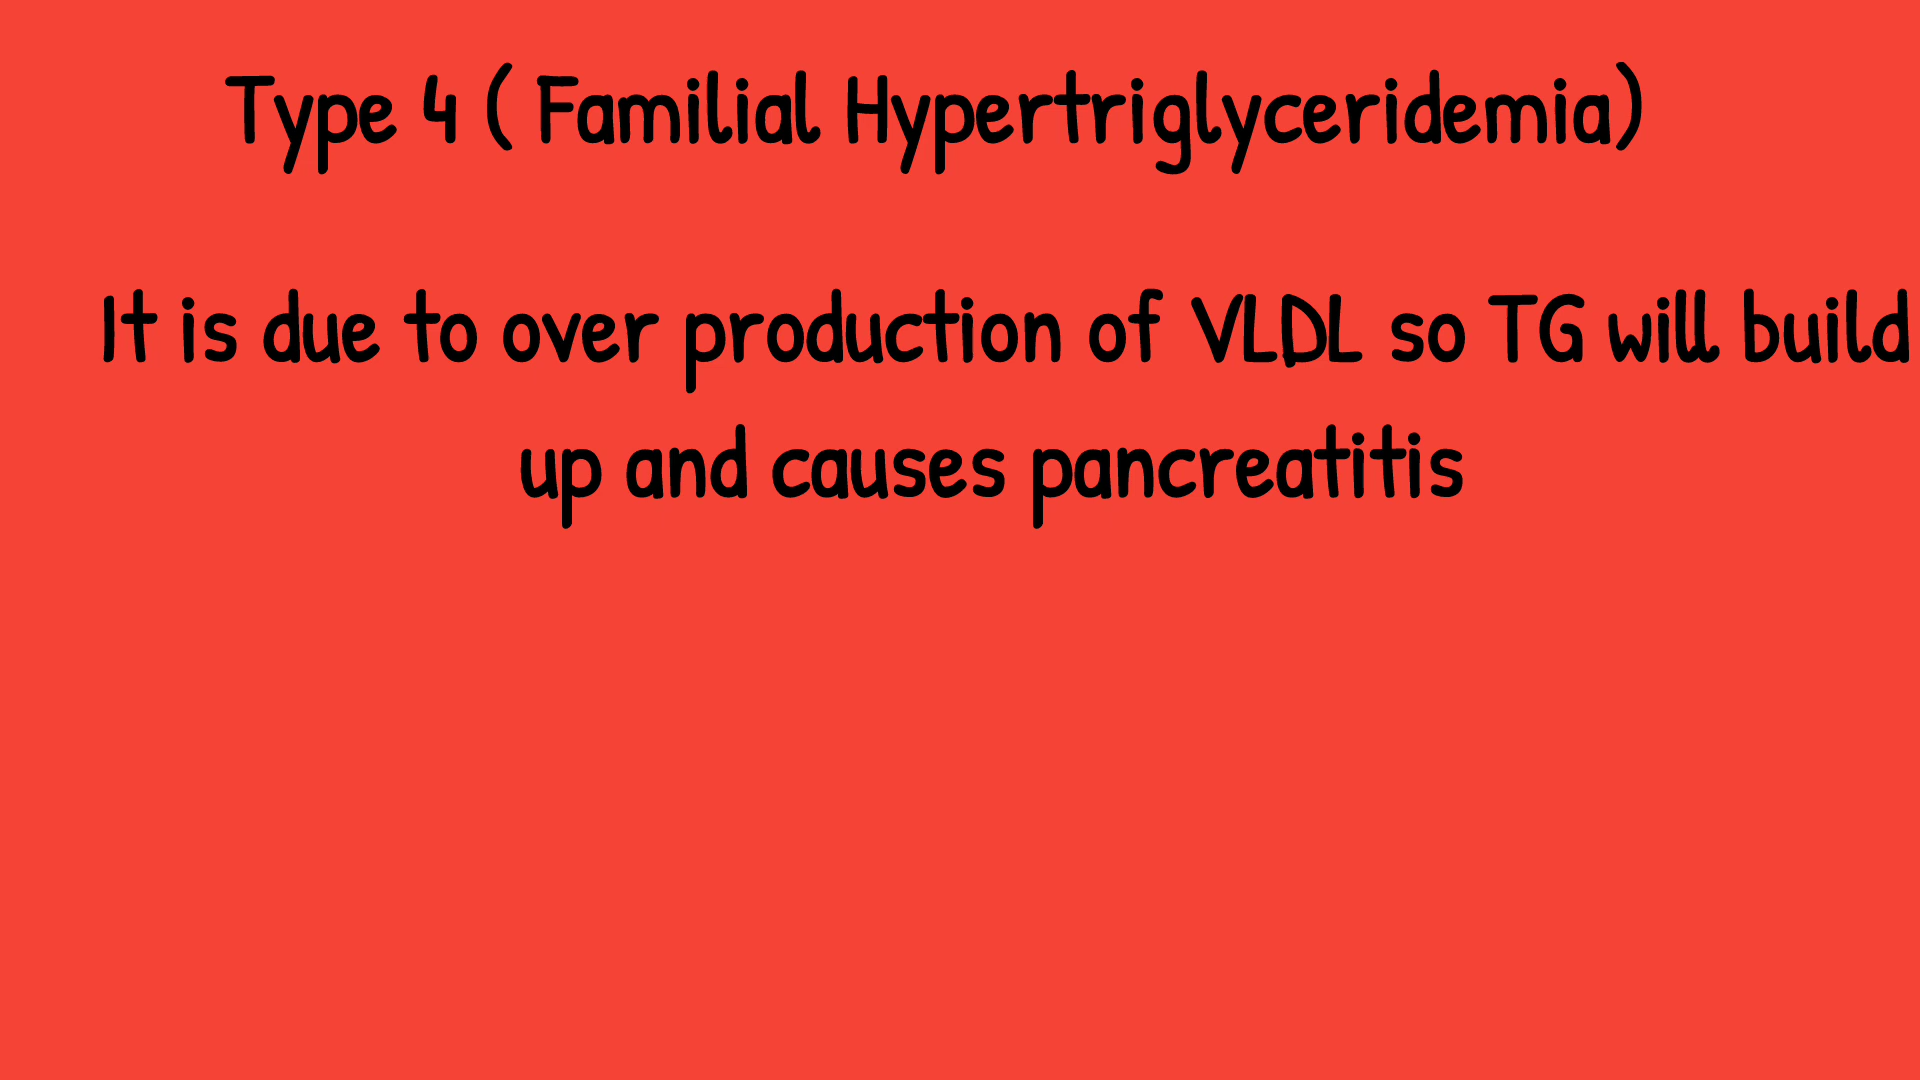 Type 4 ( Familial Hypertriglyceridemia)
It is due to over production of VLDL so TG will build
up and causes pancreatitis